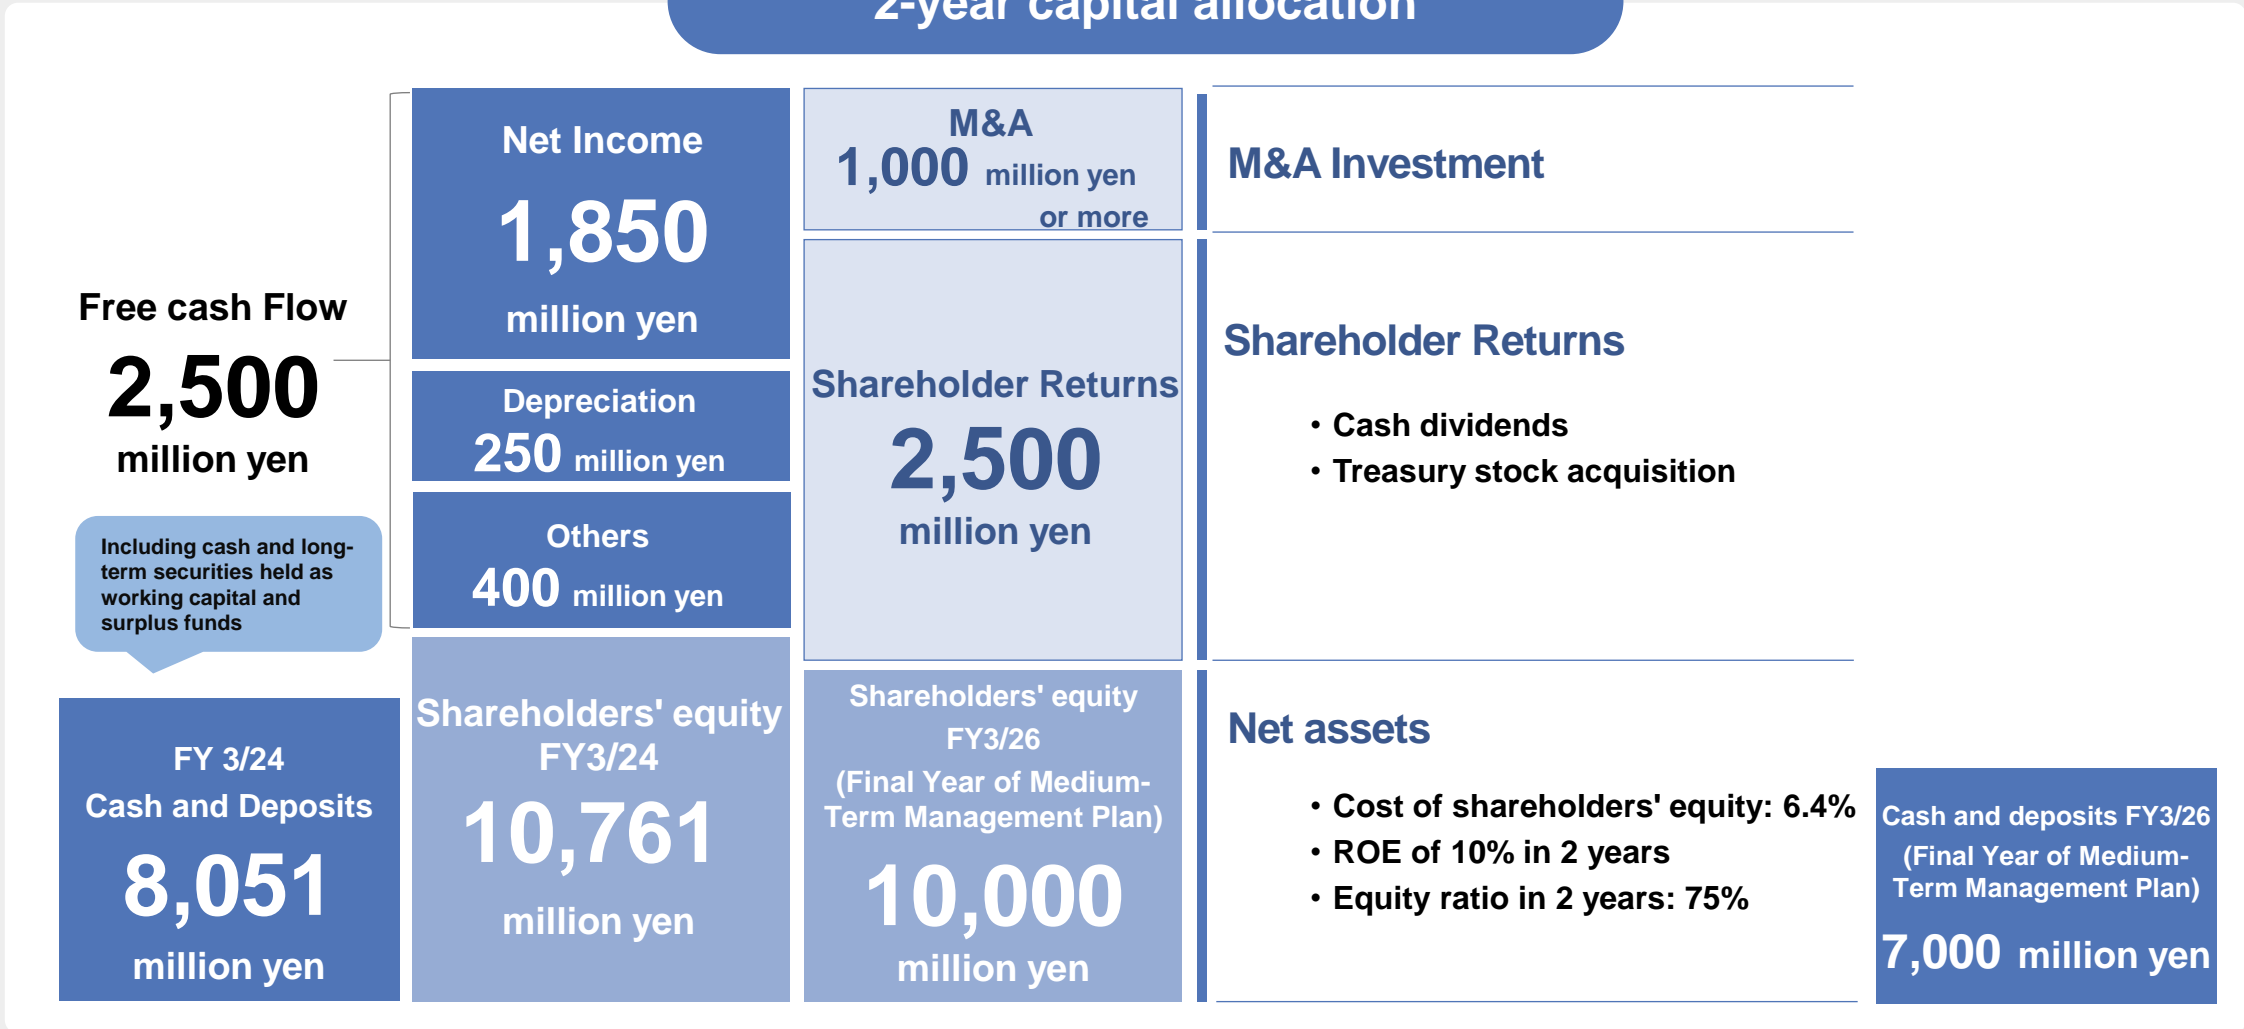 2-year capital allocation
Free cash Flow
2,500
million yen
Including cash and long-
term securities held as
working capital and
surplus funds
FY 3/24
Cash and Deposits
8,051
million yen
Net Income
1,850
million yen
Depreciation
250 million yen
Others
400 million yen
Shareholders' equity
FY3/24
10,761
million yen
M&A
1,000 million yen
or more
Shareholder Returns
2,500
million yen
Shareholders' equity
FY3/26
(Final Year of Medium-
Term Management Plan)
10,000
million yen
M&A Investment
Shareholder Returns
・Cash dividends
・Treasury stock acquisition
Net assets
・Cost of shareholders' equity: 6.4%
・ROE of 10% in 2 years
・Equity ratio in 2 years: 75%
Cash and deposits FY3/26
(Final Year of Medium-
Term Management Plan)
7,000 million yen